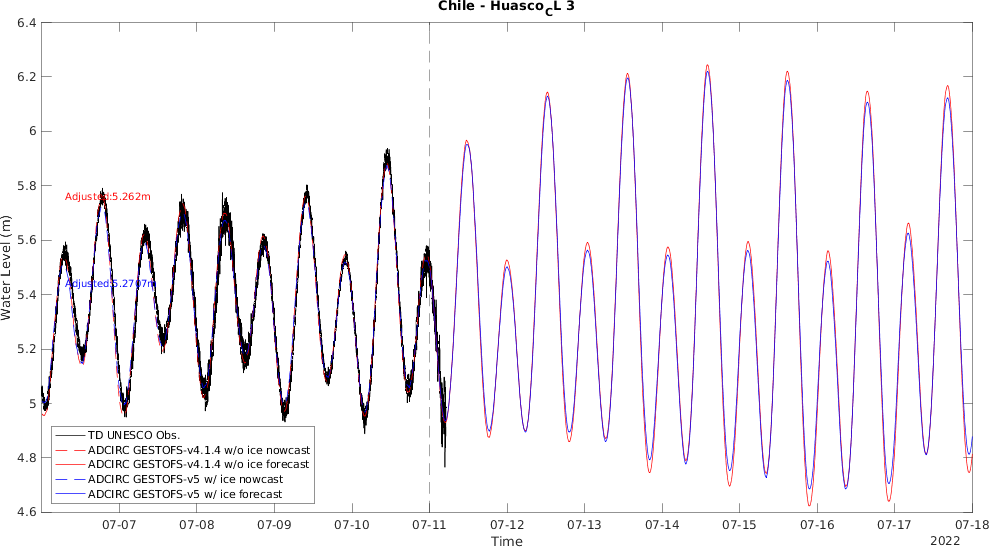 Chile - Huasco_CL 3
6.4
6.2
6
5.8
5.6
5.4
5.2
5
4.8
4.6
Water Level (m)
Adjusted:5.262m
Adjusted:5.2707m
TD UNESCO Obs.
ADCIRC GESTOFS-v4.1.4 w/o ice nowcast
ADCIRC GESTOFS-v4.1.4 w/o ice forecast
ADCIRC GESTOFS-v5 w/ ice nowcast
ADCIRC GESTOFS-v5 w/ ice forecast
07-07 07-08 07-09 07-10 07-11 07-12 07-13 07-14 07-15 07-16 07-17 07-18
Time
2022